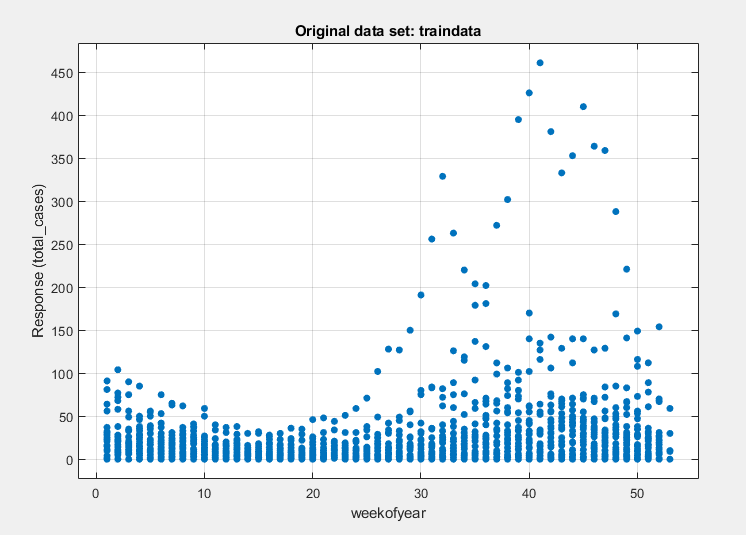 Original data set: traindata
Response (total_cases)
450
400
350
300
250
200
150
100
50
0
0 10 20 30 40 50
weekofyear